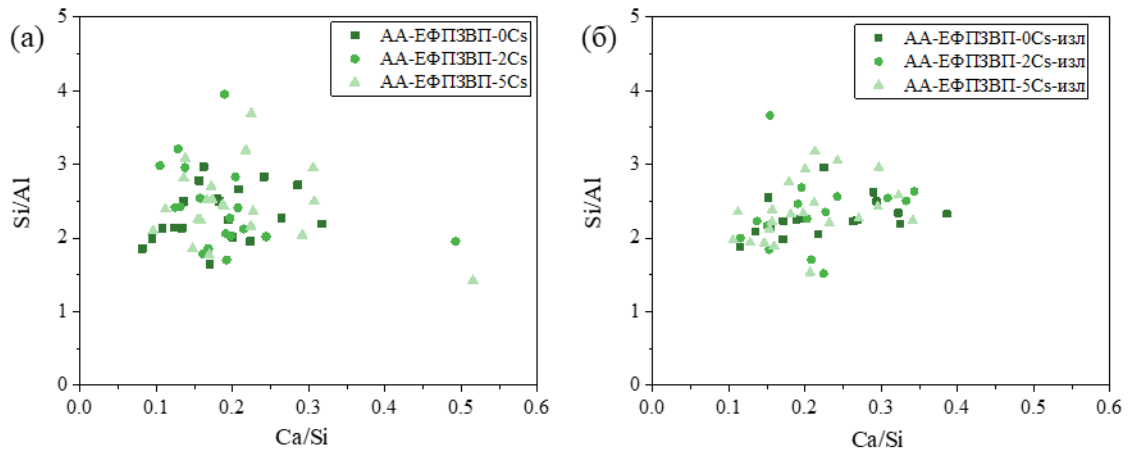 (а)
5
4
3
2
1
0
Si/Al
0.0 0.1 0.2 0.3 0.4 0.5 0.6
Ca/Si
АА-ЕФПЗВП-0Cs
АА-ЕФПЗВП-2Cs
АА-ЕФПЗВП-5Cs
(б)
5
4
3
2
1
0
Si/Al
0.0 0.1 0.2 0.3 0.4 0.5 0.6
Ca/Si
АА-ЕФПЗВП-0Cs-изл
АА-ЕФПЗВП-2Cs-изл
АА-ЕФПЗВП-5Cs-изл